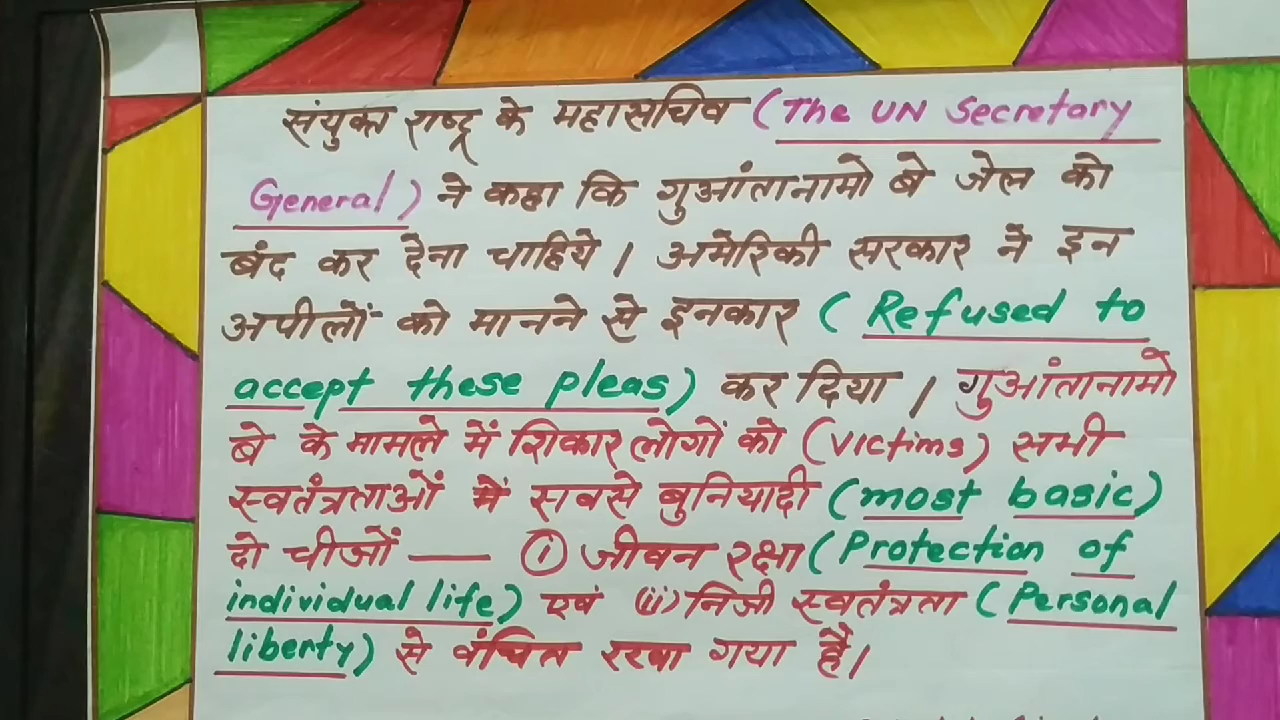 संयुक्त राष्ट्र के महासचिव (The UN Secretary
General) ने कहा कि गुआंतानामो बे जेल को
बंद कर देना चाहिये । अमेरिकी सरकार ने इन
अपीलों को मानने से इनकार ( Refused to
accept these pleas) कर दिया । गुआंतानामो
बे के मामले में शिकार लोगों को (victims) सभी
स्वतंत्रताओं में सबसे बुनियादी (most basic)
दो चीजों — (i) जीवन रक्षा (Protection of
individual life) एवं (ii) निजी स्वतंत्रता (Personal
liberty) से वंचित रखा गया है।